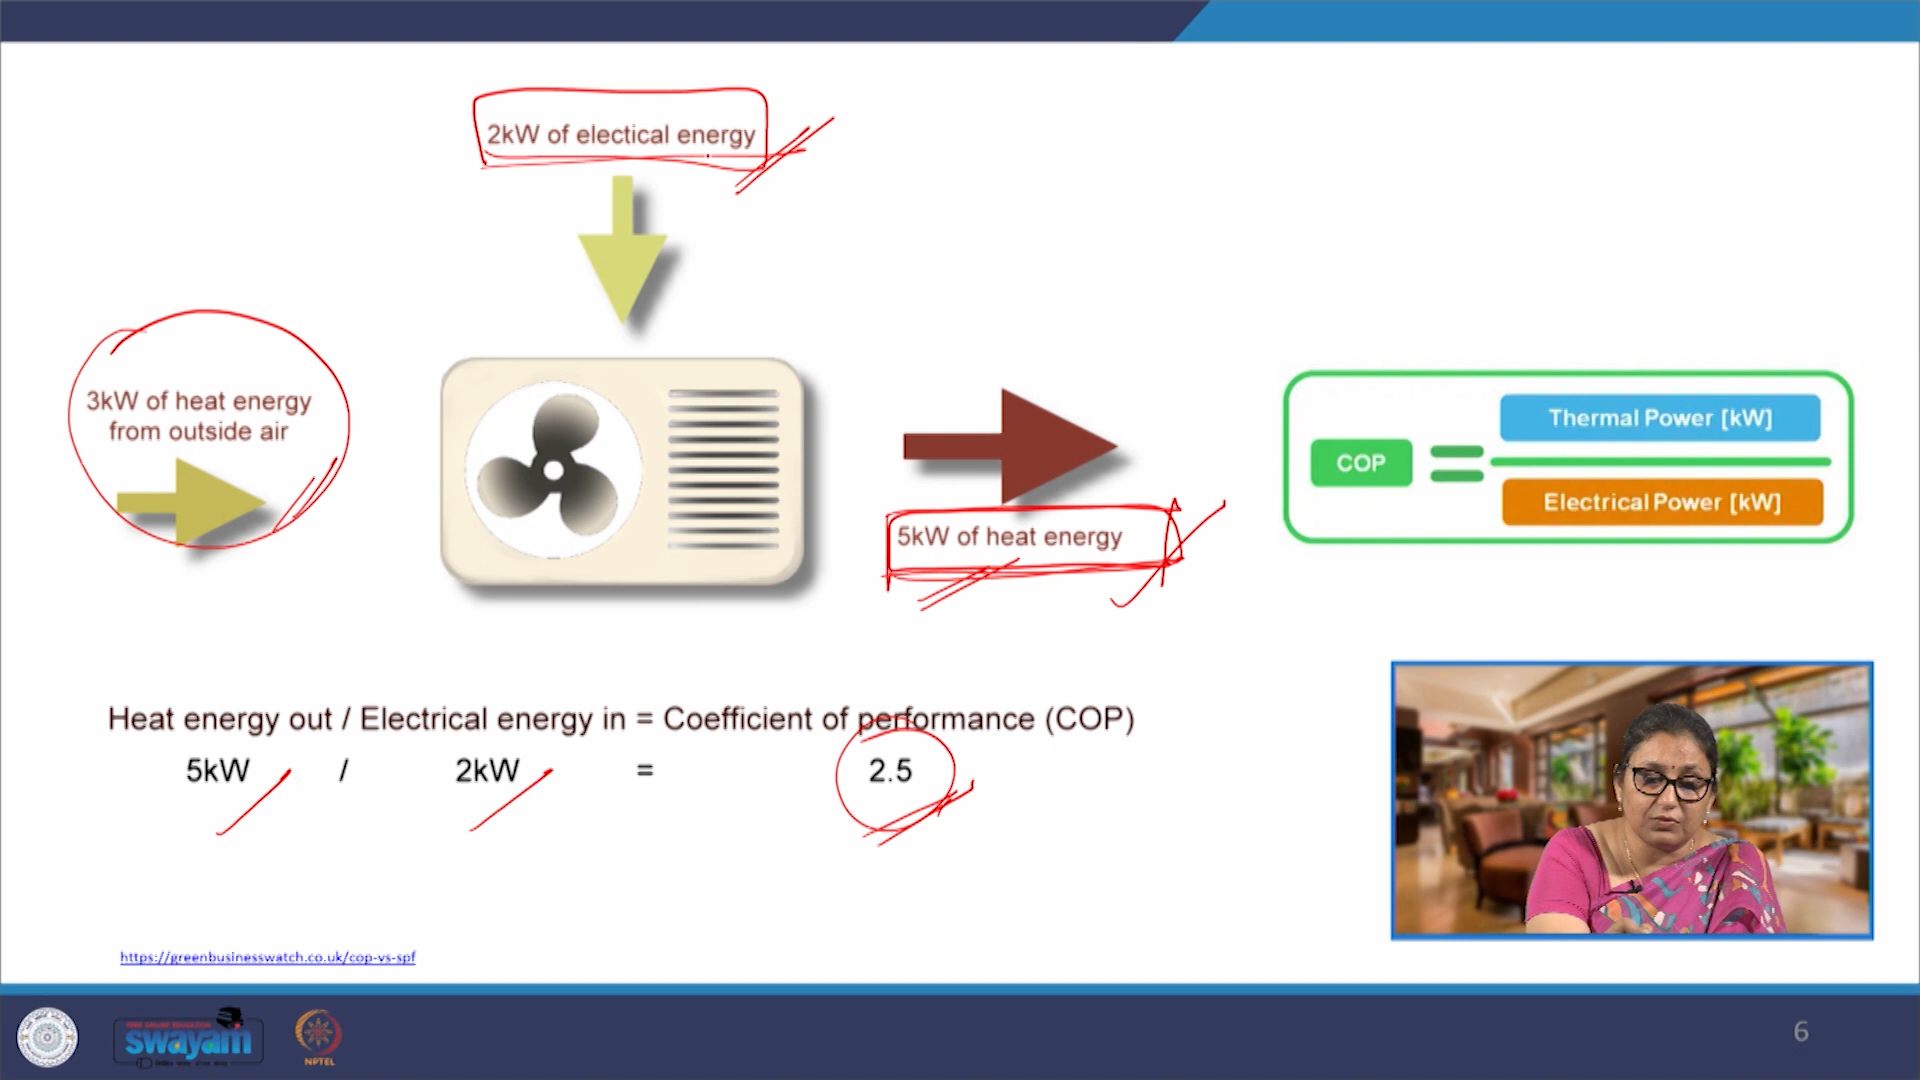 2kW of electical energy
3kW of heat energy
from outside air
5kW of heat energy
COP
Thermal Power [kW]
Electrical Power [kW]
Heat energy out / Electrical energy in = Coefficient of performance (COP)
5kW / 2kW = 2.5
https://greenbusinesswatch.co.uk/cop-vs-spf
swayam
NPTEL
6